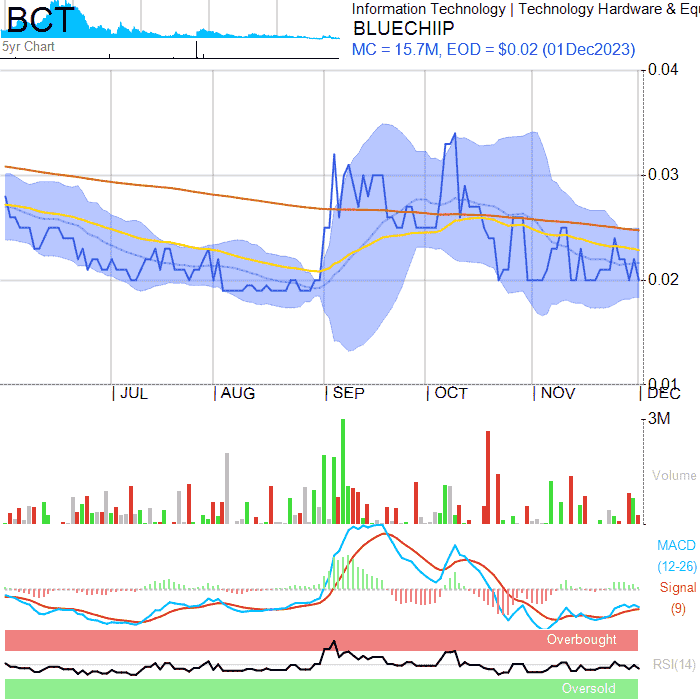 BCT
Information Technology | Technology Hardware & Equ
BLUECHIIP
5yr Chart
MC = 15.7M, EOD = $0.02 (01Dec2023)
0.04
0.03
0.02
0.01
| JUL | AUG | SEP | OCT | NOV | DEC
3M
Volume
MACD
(12-26)
Signal
(9)
Overbought
RSI(14)
Oversold